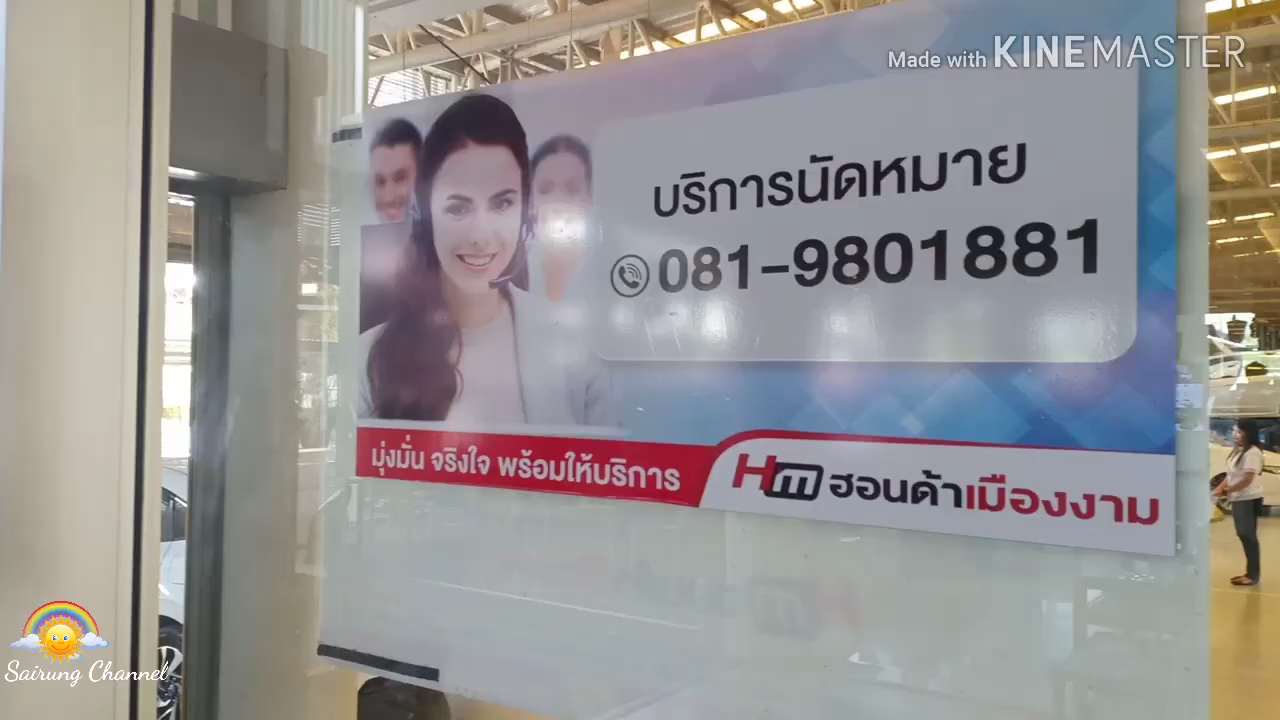 Made with KINEMASTER
บริการนัดหมาย
081-9801881
มุ่งมั่น จริงใจ พร้อมให้บริการ
Hm ฮอนด้าเมืองงาม
Sairung Channel